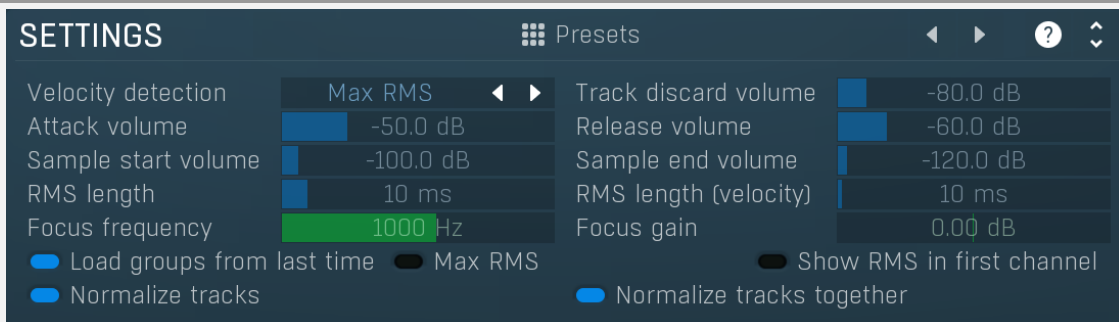 SETTINGS Presets ?
Velocity detection Max RMS Track discard volume -80.0 dB
Attack volume -50.0 dB Release volume -60.0 dB
Sample start volume -100.0 dB Sample end volume -120.0 dB
RMS length 10 ms RMS length (velocity) 10 ms
Focus frequency 1000 Hz Focus gain 0.00 dB
Load groups from last time Max RMS Show RMS in first channel
Normalize tracks Normalize tracks together